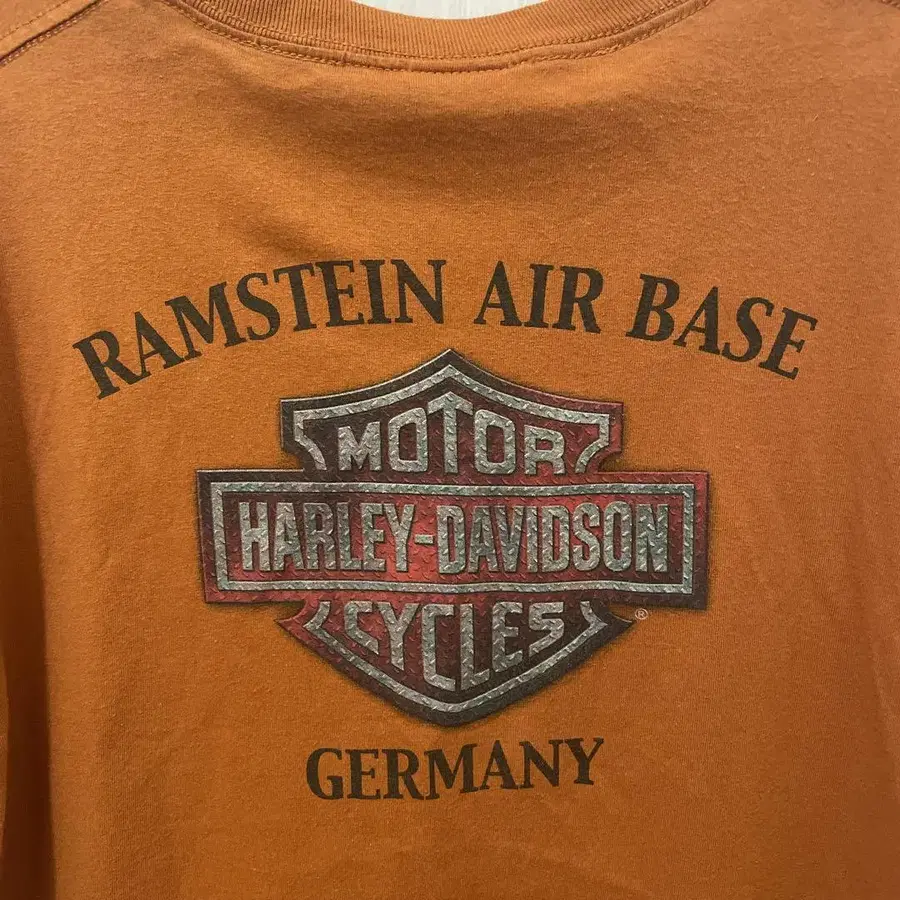 RAMSTEIN AIR BASE
MOTOR
HARLEY-DAVIDSON
CYCLES
®
GERMANY